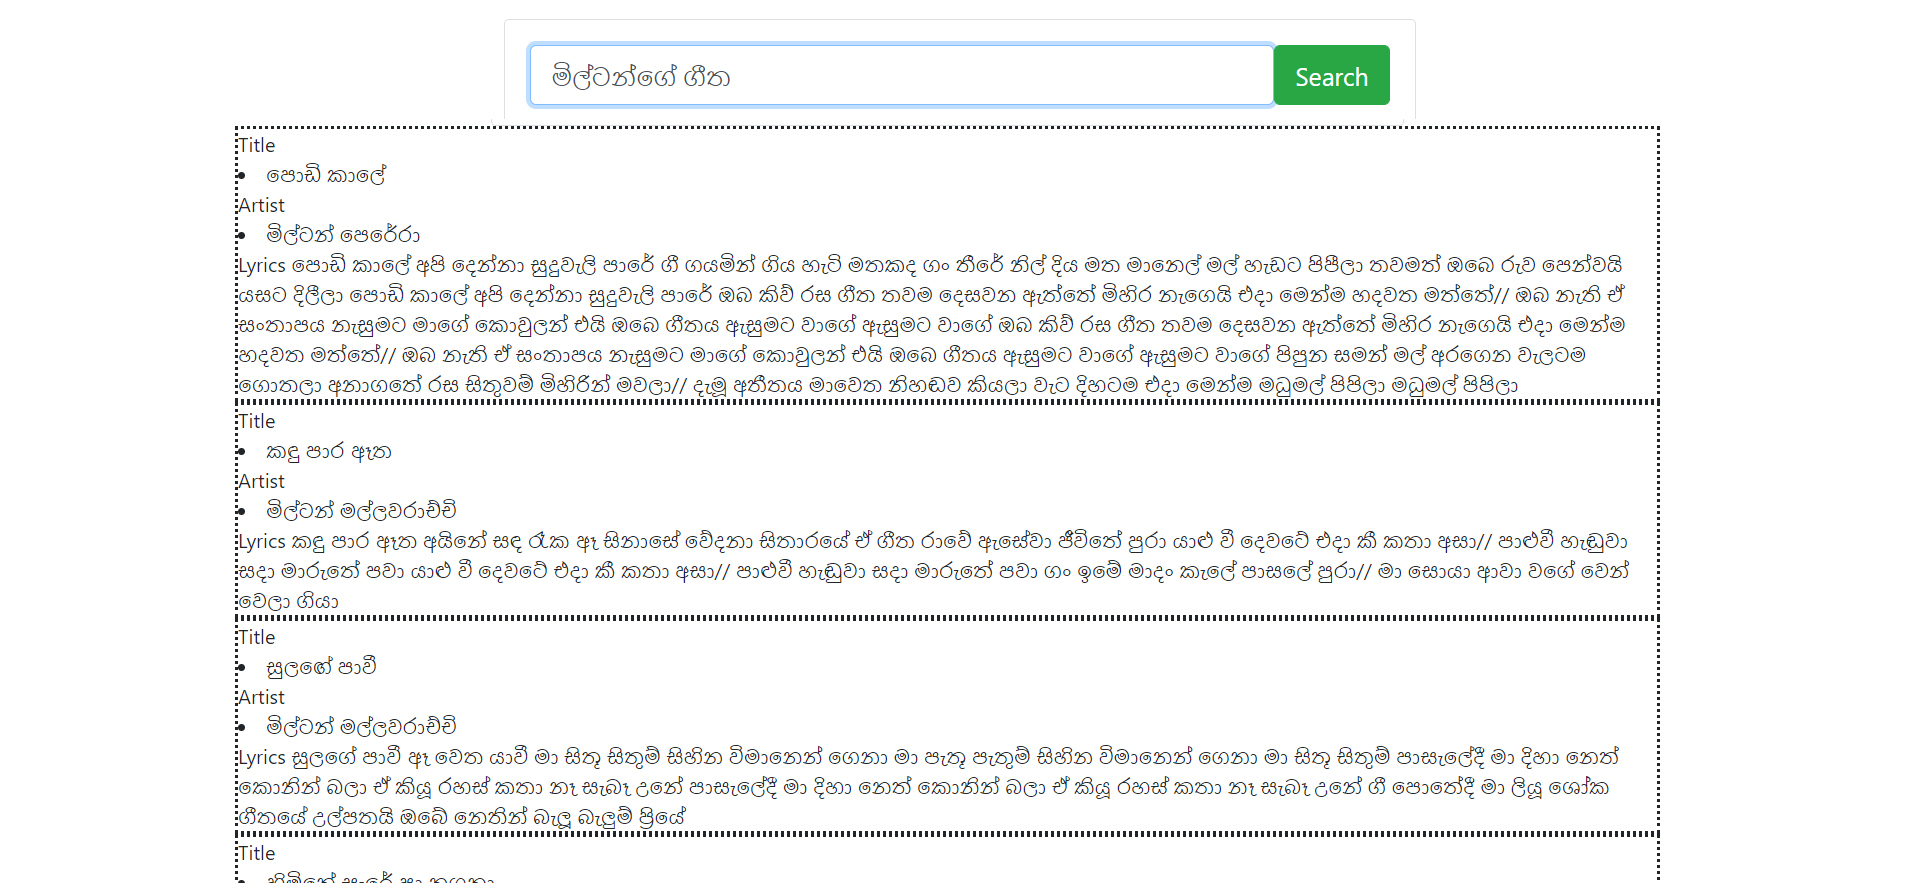 මිල්ටන්ගේ ගීත
Search
Title
• පොඩි කාලේ
Artist
• මිල්ටන් පෙරේරා
Lyrics පොඩි කාලේ අපි දෙන්නා සුදුවැලි පාරේ ගී ගයමින් ගිය හැටි මතකද ගං තීරේ නිල් දිය මත මානෙල් මල් හැඩට පිපීලා තවමත් ඔබෙ රුව පෙන්වයි
යසට දිලීලා පොඩි කාලේ අපි දෙන්නා සුදුවැලි පාරේ ඔබ කිව් රස ගීත තවම දෙසවන ඇත්තේ මිහිර නැගෙයි එදා මෙන්ම හදවත මත්තේ// ඔබ නැති ඒ
සංතාපය නැසුමට මාගේ කොවුලන් එයි ඔබෙ ගීතය ඇසුමට වාගේ ඇසුමට වාගේ ඔබ කිව් රස ගීත තවම දෙසවන ඇත්තේ මිහිර නැගෙයි එදා මෙන්ම
හදවත මත්තේ// ඔබ නැති ඒ සංතාපය නැසුමට මාගේ කොවුලන් එයි ඔබෙ ගීතය ඇසුමට වාගේ ඇසුමට වාගේ පිපුන සමන් මල් අරගෙන වැලටම
ගොතලා අනාගතේ රස සිතුවම් මිහිරින් මවලා// දැමූ අතීතය මාවෙත නිහඬව කියලා වැට දිහටම එදා මෙන්ම මධුමල් පිපිලා මධුමල් පිපිලා
Title
• කඳු පාර ඈත
Artist
• මිල්ටන් මල්ලවරාච්චි
Lyrics කඳු පාර ඈත අයිනේ සඳ රෑක ඈ සිනාසේ වේදනා සිතාරයේ ඒ ගීත රාවේ ඇසේවා ජීවිතේ පුරා යාළු වී දෙවටේ එදා කී කතා අසා// පාළුවී හැඬුවා
සදා මාරුතේ පවා යාළු වී දෙවටේ එදා කී කතා අසා// පාළුවී හැඬුවා සදා මාරුතේ පවා ගං ඉමේ මාදං කැලේ පාසලේ පුරා// මා සොයා ආවා වගේ වෙන්
වෙලා ගියා
Title
• සුලඟේ පාවී
Artist
• මිල්ටන් මල්ලවරාච්චි
Lyrics සුලගේ පාවී ඈ වෙත යාවී මා සිතූ සිතුම් සිහින විමානෙන් ගෙනා මා පැතූ පැතුම් සිහින විමානෙන් ගෙනා මා සිතූ සිතුම් පාසැලේදී මා දිහා නෙත්
කොනින් බලා ඒ කියූ රහස් කතා නෑ සැබෑ උනේ පාසැලේදී මා දිහා නෙත් කොනින් බලා ඒ කියූ රහස් කතා නෑ සැබෑ උනේ ගී පොතේදී මා ලියූ ශෝක
ගීතයේ උල්පතයි ඔබේ නෙතින් බැලූ බැලුම් ප්‍රියේ
Title